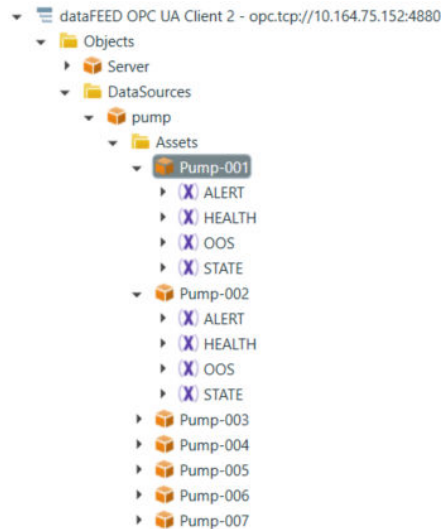 dataFEED OPC UA Client 2 - opc.tcp://10.164.75.152:4880
Objects
Server
DataSources
pump
Assets
Pump-001
(X) ALERT
(X) HEALTH
(X) OOS
(X) STATE
Pump-002
(X) ALERT
(X) HEALTH
(X) OOS
(X) STATE
Pump-003
Pump-004
Pump-005
Pump-006
Pump-007